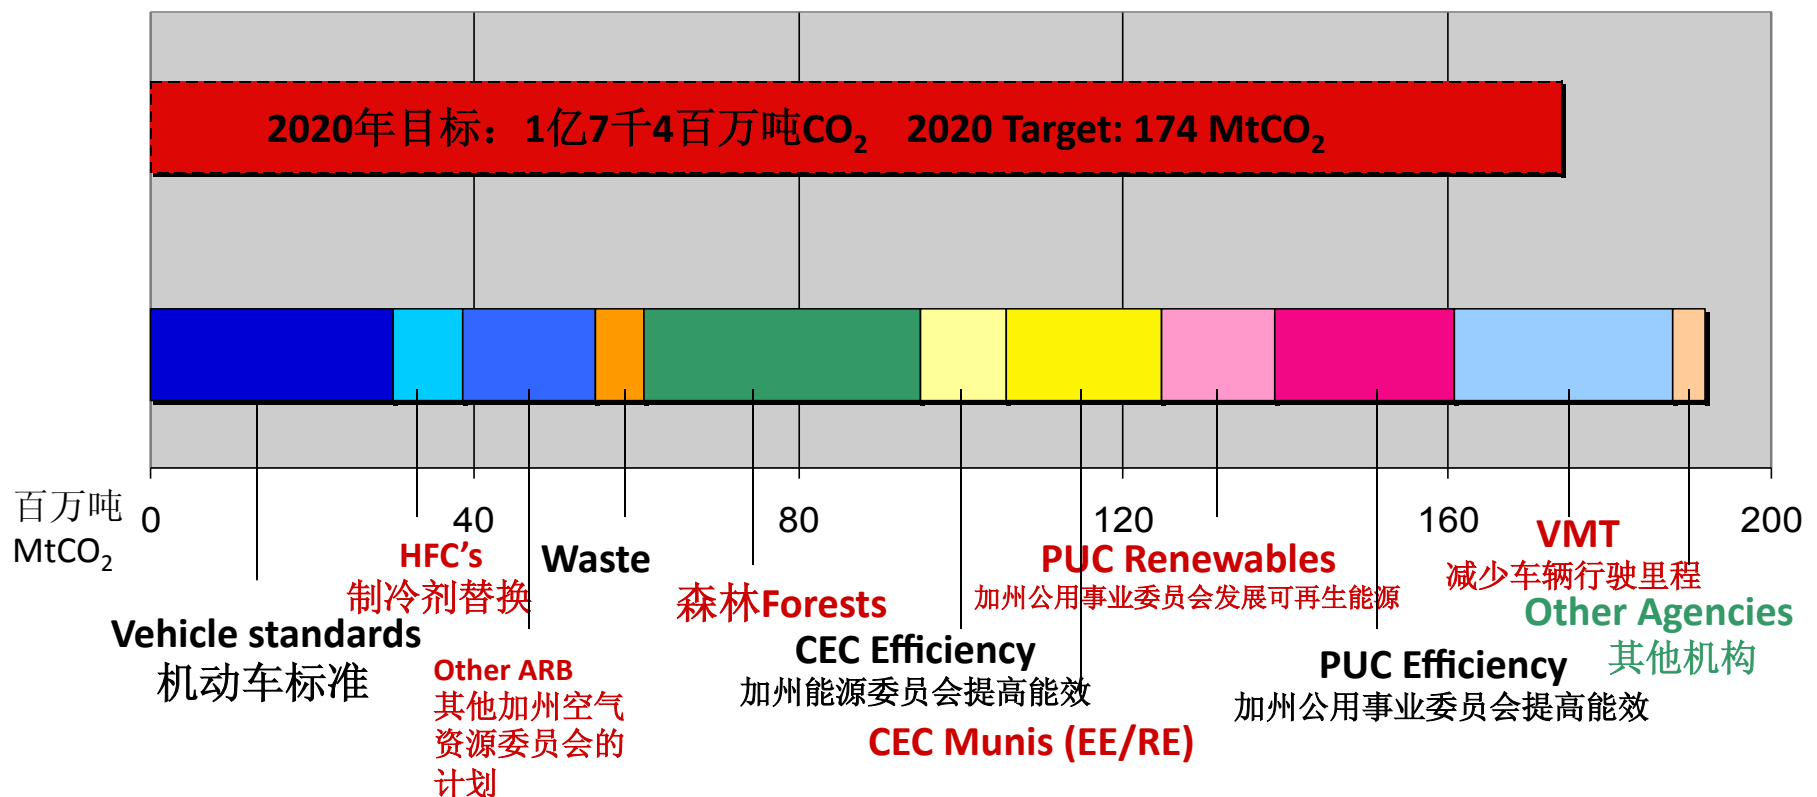 2020年目标：1亿7千4百万吨CO₂ 2020 Target: 174 MtCO₂
百万吨
MtCO₂
0 40 80 120 160 200
HFC’s
制冷剂替换
Waste
PUC Renewables
加州公用事业委员会发展可再生能源
VMT
减少车辆行驶里程
森林Forests
Other Agencies
其他机构
Vehicle standards
机动车标准
CEC Efficiency
加州能源委员会提高能效
PUC Efficiency
加州公用事业委员会提高能效
Other ARB
其他加州空气
资源委员会的
计划
CEC Munis (EE/RE)